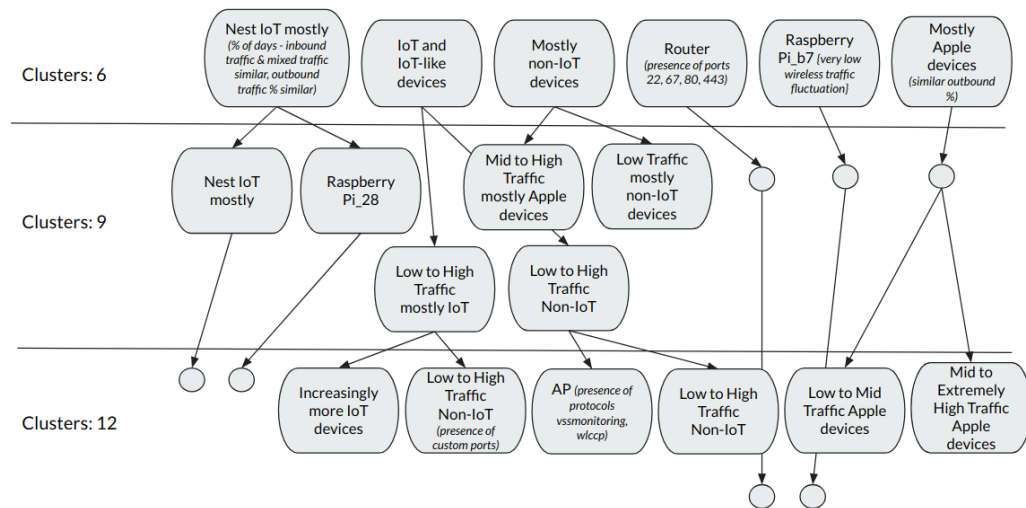 Clusters: 6
Nest IoT mostly
(% of days - inbound
traffic & mixed traffic
similar, outbound
traffic % similar)
IoT and
IoT-like
devices
Mostly
non-IoT
devices
Router
(presence of ports
22, 67, 80, 443)
Raspberry
Pi_b7 [very low
wireless traffic
fluctuation}
Mostly
Apple
devices
(similar outbound
%)
Clusters: 9
Nest IoT
mostly
Raspberry
Pi_28
Mid to High
Traffic
mostly Apple
devices
Low Traffic
mostly
non-IoT
devices
Low to High
Traffic
mostly IoT
Low to High
Traffic
Non-IoT
Clusters: 12
Increasingly
more IoT
devices
Low to High
Traffic
Non-IoT
(presence of
custom ports)
AP (presence of
protocols
vssmonitoring,
wlccp)
Low to High
Traffic
Non-IoT
Low to Mid
Traffic Apple
devices
Mid to
Extremely
High Traffic
Apple
devices